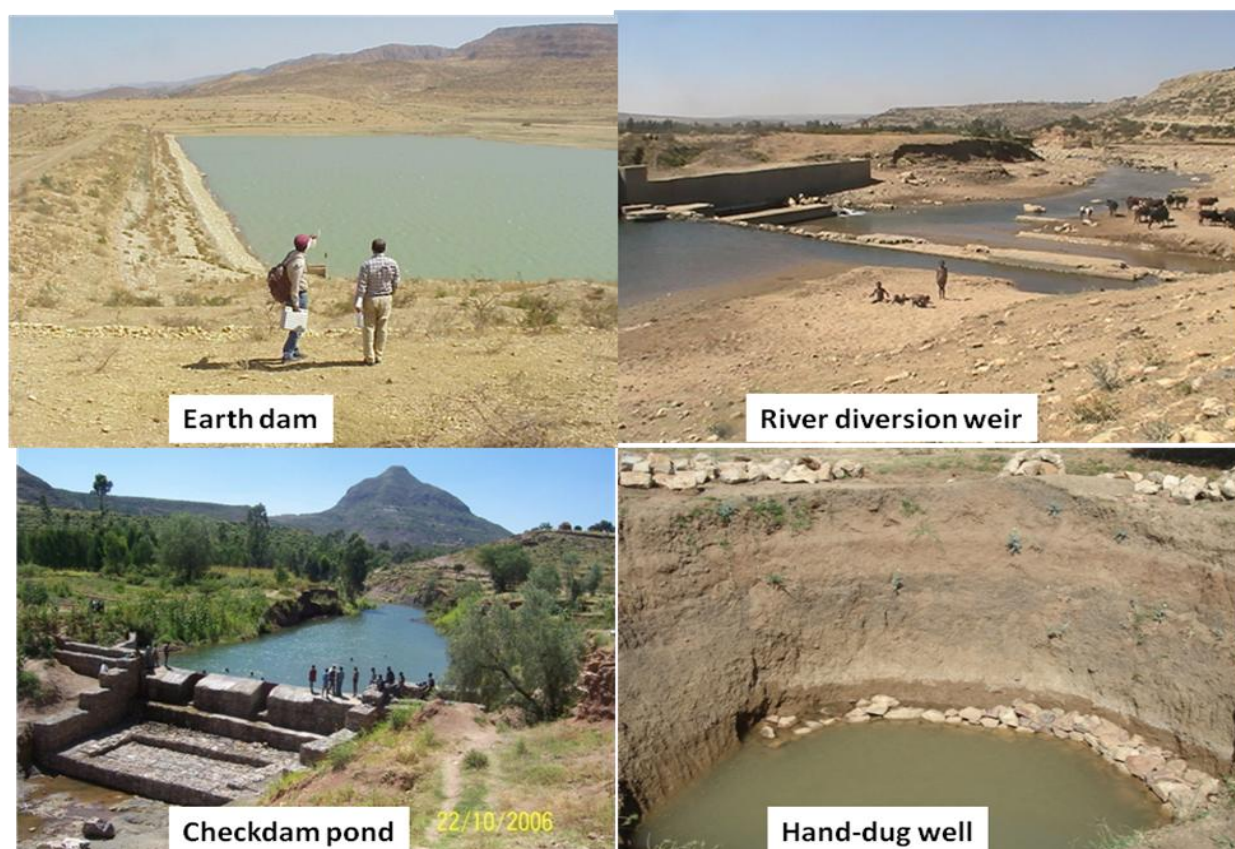 Earth dam
River diversion weir
Checkdam pond
22/10/2006
Hand-dug well